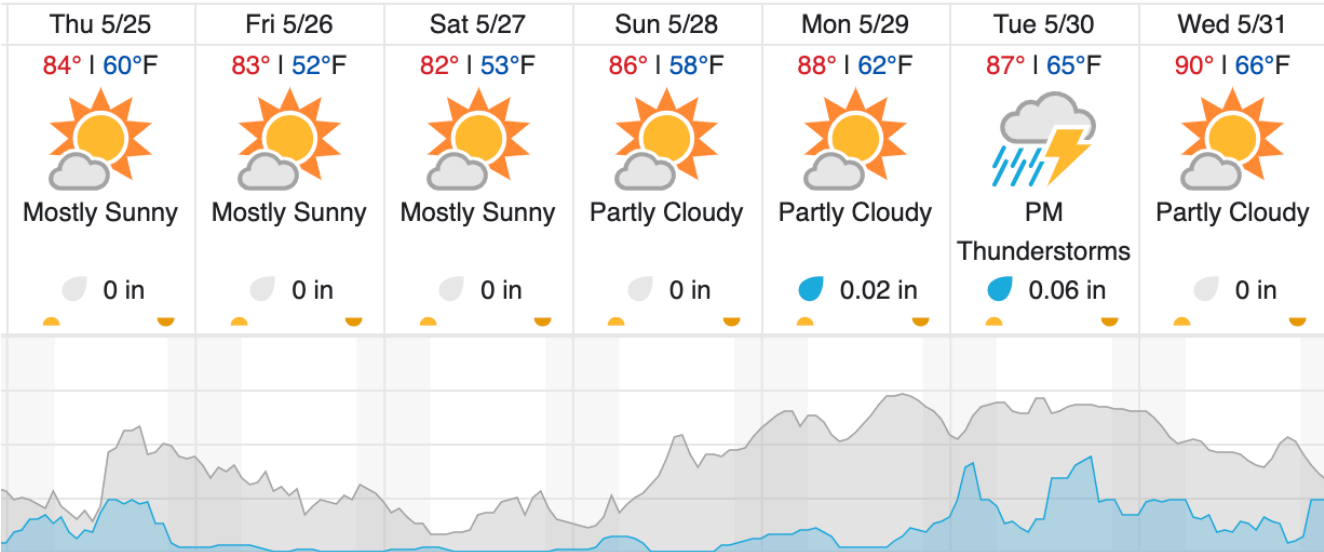 Thu 5/25 Fri 5/26 Sat 5/27 Sun 5/28 Mon 5/29 Tue 5/30 Wed 5/31
84° | 60°F 83° | 52°F 82° | 53°F 86° | 58°F 88° | 62°F 87° | 65°F 90° | 66°F
Mostly Sunny Mostly Sunny Mostly Sunny Partly Cloudy Partly Cloudy PM Partly Cloudy
Thunderstorms
0 in 0 in 0 in 0 in 0.02 in 0.06 in 0 in